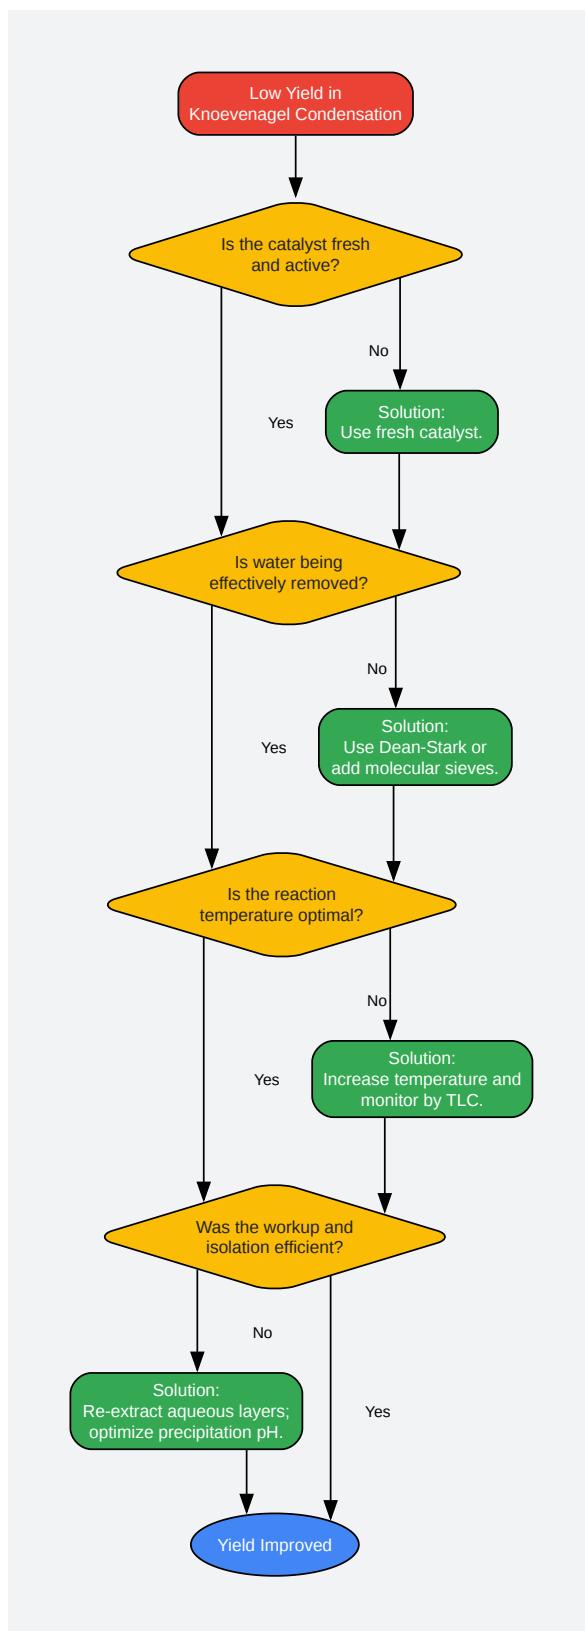 Low Yield in
Knoevenagel Condensation
Is the catalyst fresh
and active?
No
Yes
Solution:
Use fresh catalyst.
Is water being
effectively removed?
No
Yes
Solution:
Use Dean-Stark or
add molecular sieves.
Is the reaction
temperature optimal?
No
Yes
Solution:
Increase temperature and
monitor by TLC.
Was the workup and
isolation efficient?
No
Yes
Solution:
Re-extract aqueous layers;
optimize precipitation pH.
Yield Improved